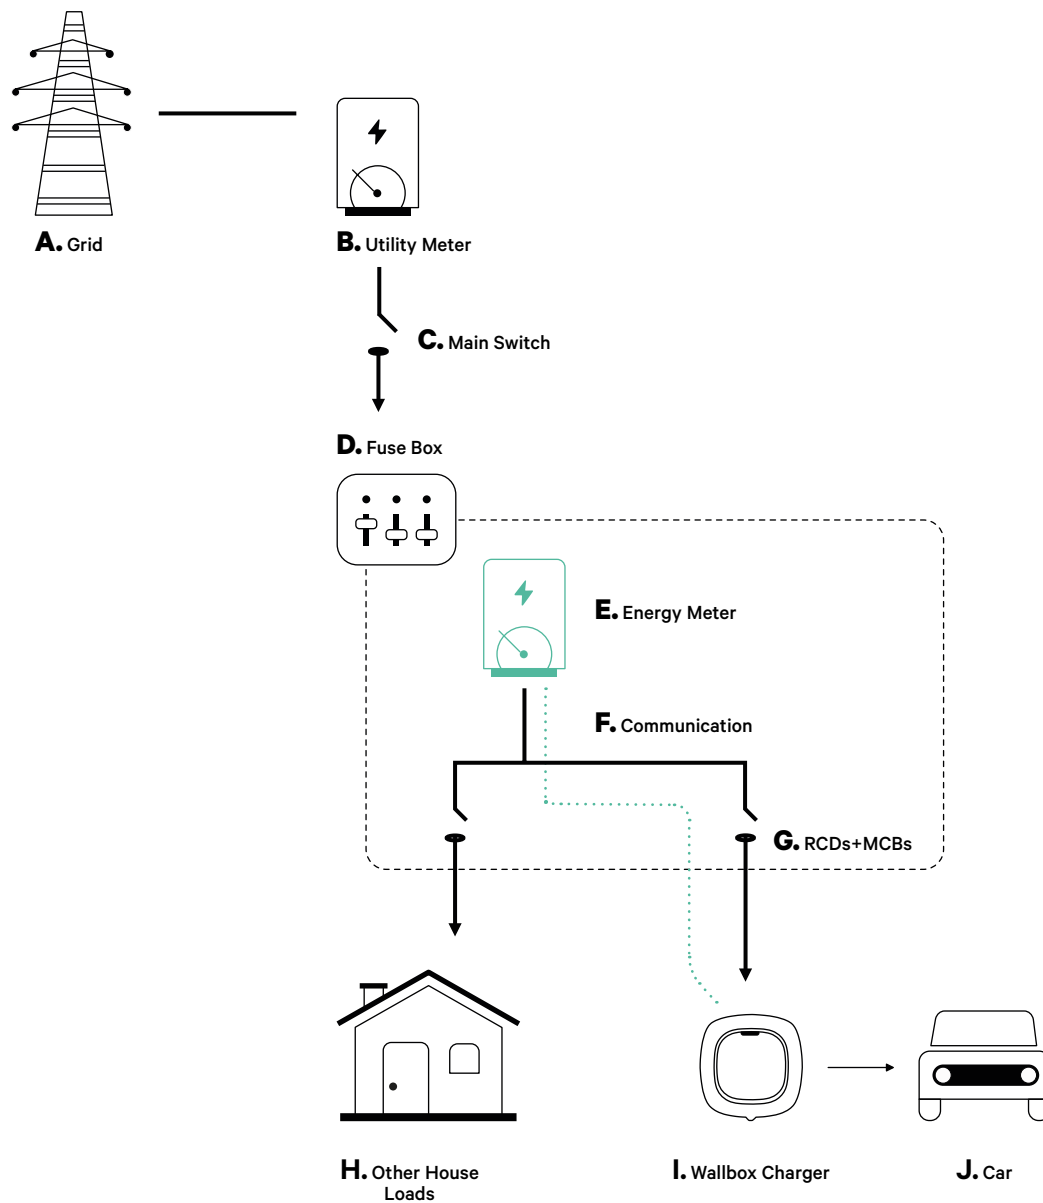 A. Grid
B. Utility Meter
C. Main Switch
D. Fuse Box
E. Energy Meter
F. Communication
G. RCDs+MCBs
H. Other House
Loads
I. Wallbox Charger
J. Car